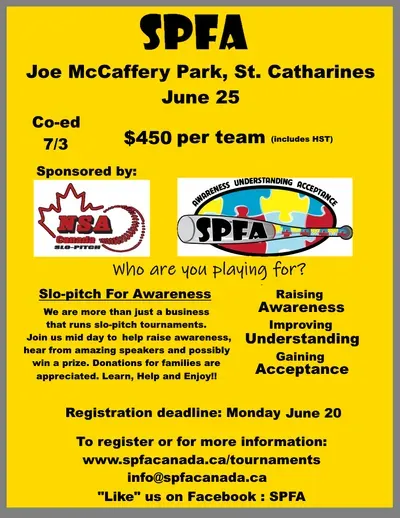 SPFA
Joe McCaffery Park, St. Catharines
June 25
Co-ed
7/3
$450 per team (includes HST)
Sponsored by:
NSA
Canada
SLO-PITCH
AWARENESS UNDERSTANDING ACCEPTANCE
SPFA
Who are you playing for?
Slo-pitch For Awareness
We are more than just a business
that runs slo-pitch tournaments.
Join us mid day to help raise awareness,
hear from amazing speakers and possibly
win a prize. Donations for families are
appreciated. Learn, Help and Enjoy!!
Raising
Awareness
Improving
Understanding
Gaining
Acceptance
Registration deadline: Monday June 20
To register or for more information:
www.spfacanada.ca/tournaments
info@spfacanada.ca
"Like" us on Facebook : SPFA